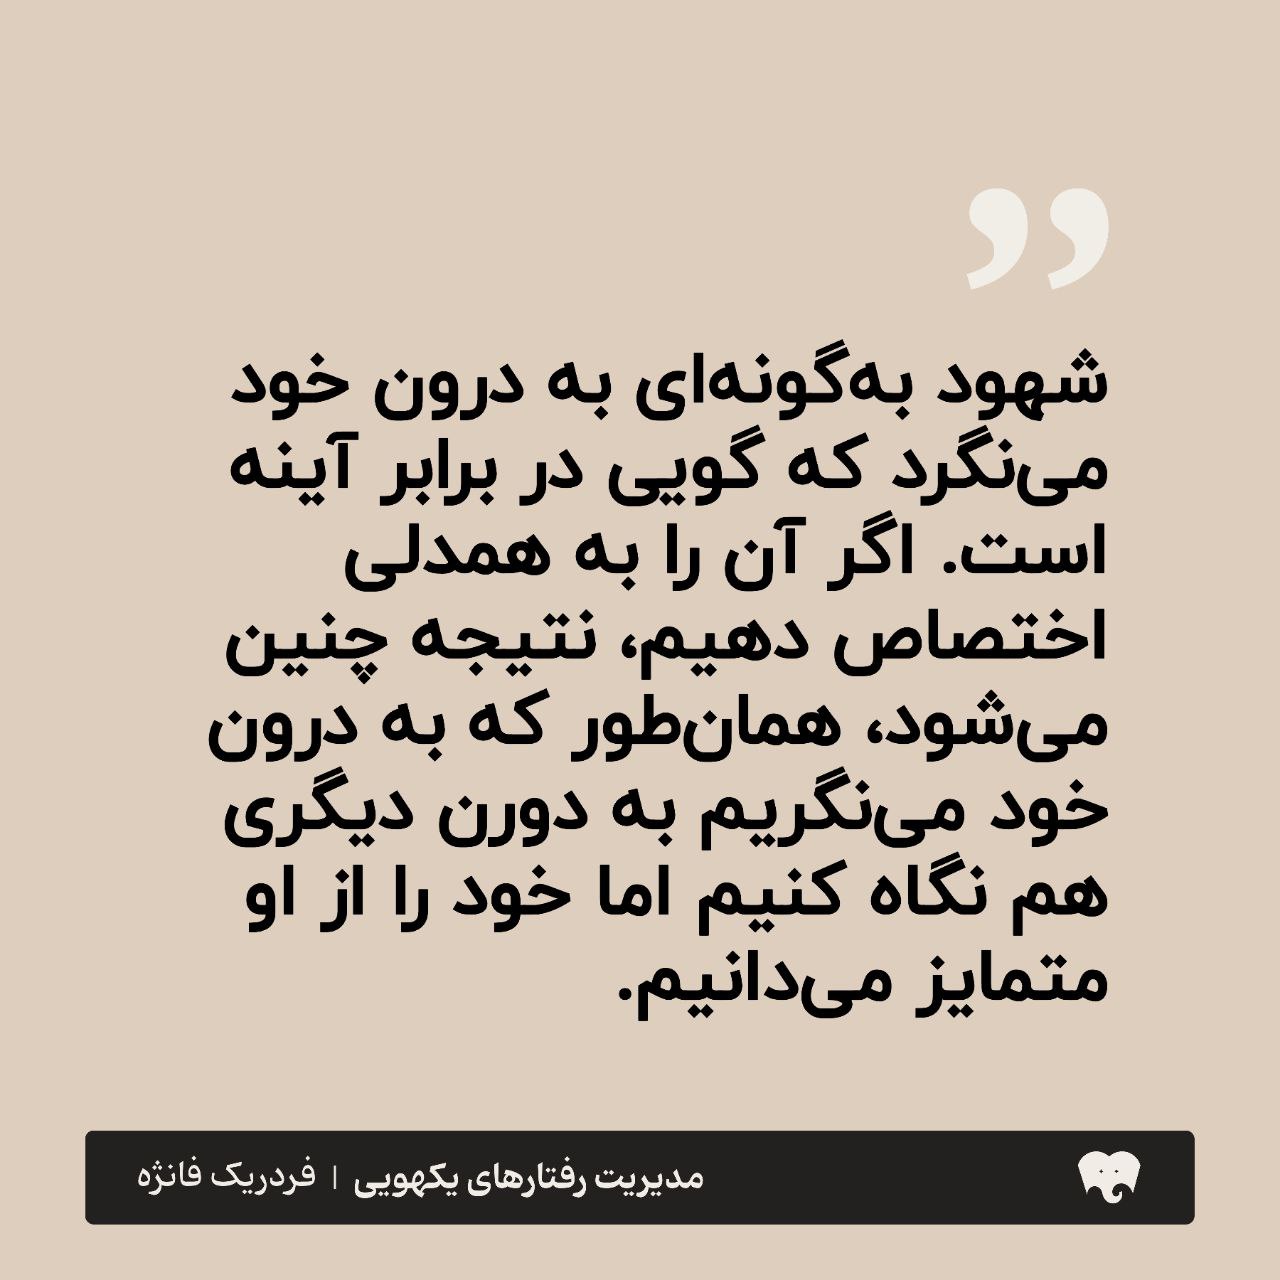 ”
شهود به‌گونه‌ای به درون خود
می‌نگرد که گویی در برابر آینه
است. اگر آن را به همدلی
اختصاص دهیم، نتیجه چنین
می‌شود، همان‌طور که به درون
خود می‌نگریم به دورن دیگری
هم نگاه کنیم اما خود را از او
متمایز می‌دانیم.
مدیریت رفتارهای یکهویی | فردریک فانژه